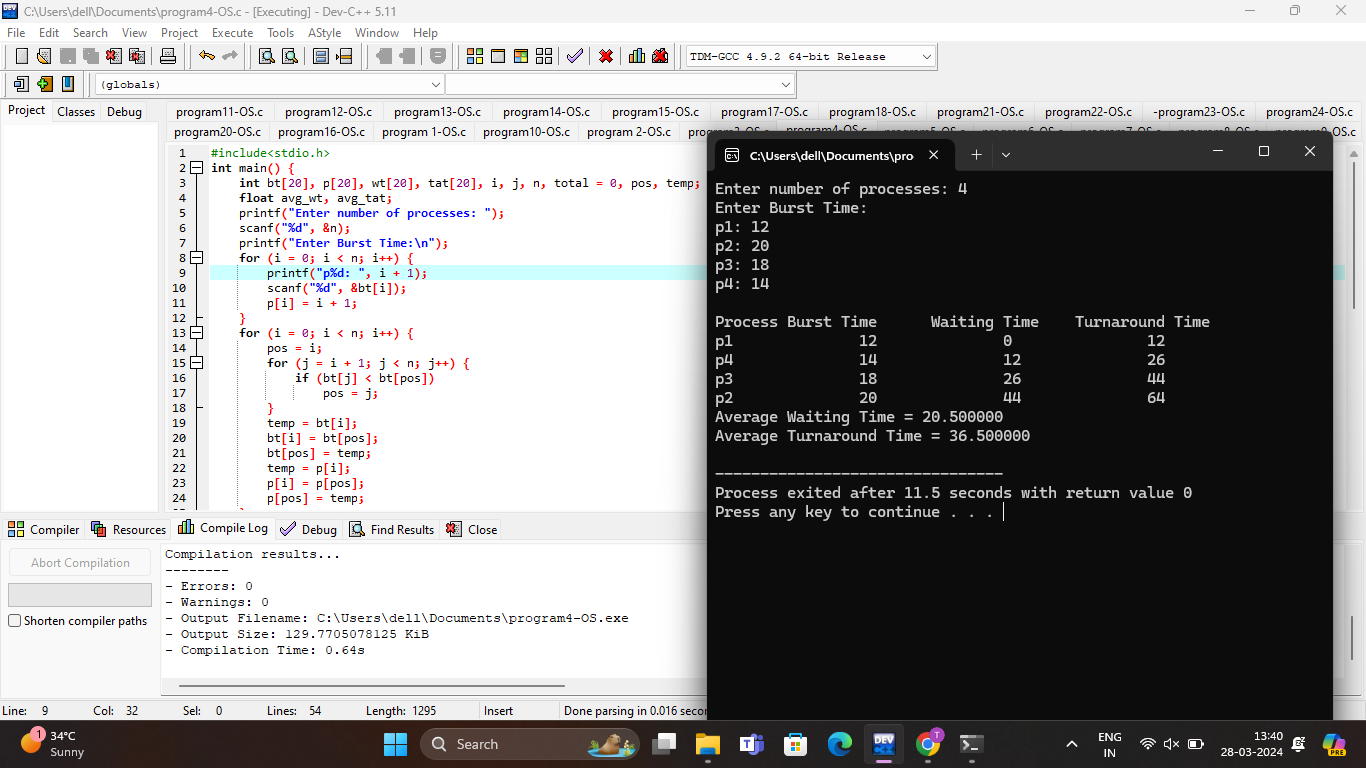 C:\Users\dell\Documents\program4-OS.c - [Executing] - Dev-C++ 5.11
File Edit Search View Project Execute Tools AStyle Window Help
TDM-GCC 4.9.2 64-bit Release
(globals)
Project Classes Debug
program11-OS.c program12-OS.c program13-OS.c program14-OS.c program15-OS.c program17-OS.c program18-OS.c program21-OS.c program22-OS.c -program23-OS.c program24-OS.c
program20-OS.c program16-OS.c program 1-OS.c program10-OS.c program 2-OS.c
1 #include<stdio.h>
2 int main() {
3 int bt[20], p[20], wt[20], tat[20], i, j, n, total = 0, pos, temp;
4 float avg_wt, avg_tat;
5 printf("Enter number of processes: ");
6 scanf("%d", &n);
7 printf("Enter Burst Time:\n");
8 for (i = 0; i < n; i++) {
9 printf("p%d: ", i + 1);
10 scanf("%d", &bt[i]);
11 p[i] = i + 1;
12 }
13 for (i = 0; i < n; i++) {
14 pos = i;
15 for (j = i + 1; j < n; j++) {
16 if (bt[j] < bt[pos])
17 pos = j;
18 }
19 temp = bt[i];
20 bt[i] = bt[pos];
21 bt[pos] = temp;
22 temp = p[i];
23 p[i] = p[pos];
24 p[pos] = temp;
C:\Users\dell\Documents\pro
Enter number of processes: 4
Enter Burst Time:
p1: 12
p2: 20
p3: 18
p4: 14
Process Burst Time Waiting Time Turnaround Time
p1 12 0 12
p4 14 12 26
p3 18 26 44
p2 20 44 64
Average Waiting Time = 20.500000
Average Turnaround Time = 36.500000
--------------------------------
Process exited after 11.5 seconds with return value 0
Press any key to continue . . .
Compiler Resources Compile Log Debug Find Results Close
Abort Compilation
Shorten compiler paths
Compilation results...
--------
- Errors: 0
- Warnings: 0
- Output Filename: C:\Users\dell\Documents\program4-OS.exe
- Output Size: 129.7705078125 KiB
- Compilation Time: 0.64s
Line: 9 Col: 32 Sel: 0 Lines: 54 Length: 1295 Insert Done parsing in 0.016
1 34°C
Sunny
Search
DEV
T
ENG
IN
13:40
28-03-2024
PRE